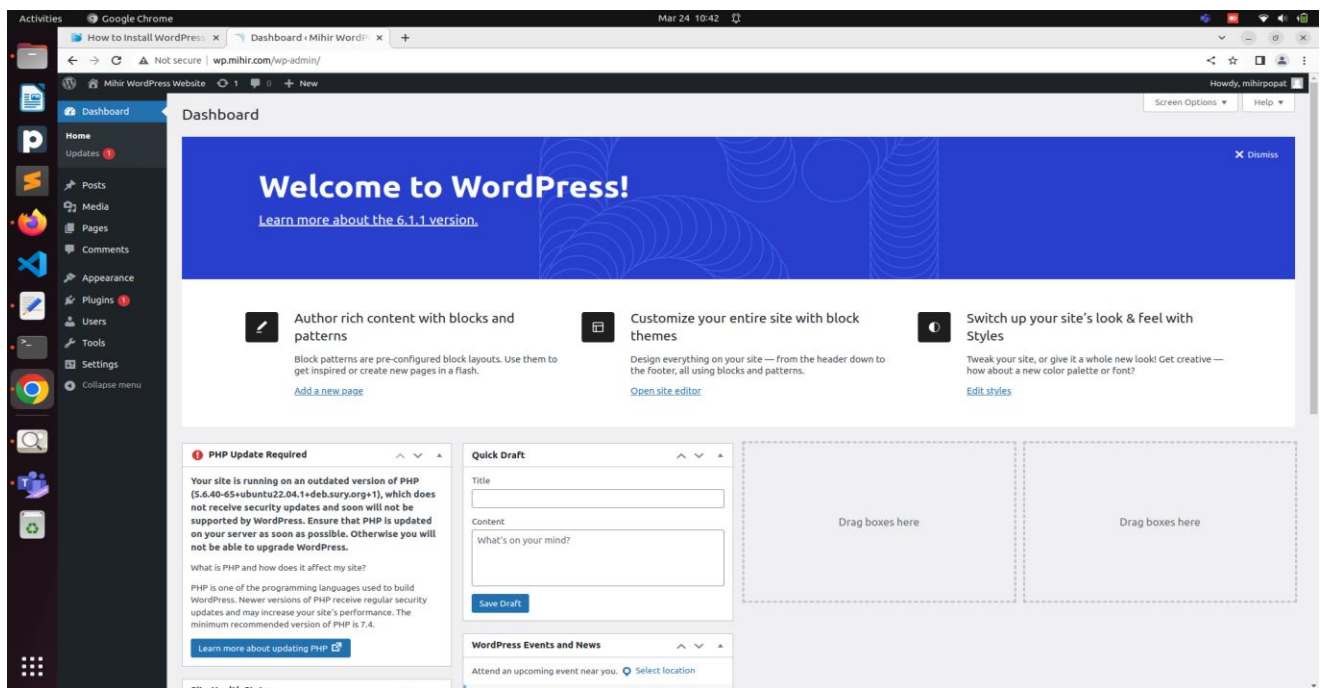 Activities
Google Chrome
Mar 24 10:42
How to Install WordPress
Dashboard ‹ Mihir WordPr
Not secure | wp.mihir.com/wp-admin/
Mihir WordPress Website
1
0
New
Howdy, mihirpopat
Dashboard
Home
Updates 1
Posts
Media
Pages
Comments
Appearance
Plugins 1
Users
Tools
Settings
Collapse menu
Dashboard
Screen Options
Help
Dismiss
Welcome to WordPress!
Learn more about the 6.1.1 version.
Author rich content with blocks and
patterns
Block patterns are pre-configured block layouts. Use them to
get inspired or create new pages in a flash.
Add a new page
Customize your entire site with block
themes
Design everything on your site — from the header down to
the footer, all using blocks and patterns.
Open site editor
Switch up your site’s look & feel with
Styles
Tweak your site, or give it a whole new look! Get creative —
how about a new color palette or font?
Edit styles
PHP Update Required
Your site is running on an outdated version of PHP
(5.6.40-65+ubuntu22.04.1+deb.sury.org+1), which does
not receive security updates and soon will not be
supported by WordPress. Ensure that PHP is updated
on your server as soon as possible. Otherwise you will
not be able to upgrade WordPress.
What is PHP and how does it affect my site?
PHP is one of the programming languages used to build
WordPress. Newer versions of PHP receive regular security
updates and may increase your site’s performance. The
minimum recommended version of PHP is 7.4.
Learn more about updating PHP
Quick Draft
Title
Content
What’s on your mind?
Save Draft
WordPress Events and News
Attend an upcoming event near you.
Select location
Drag boxes here
Drag boxes here